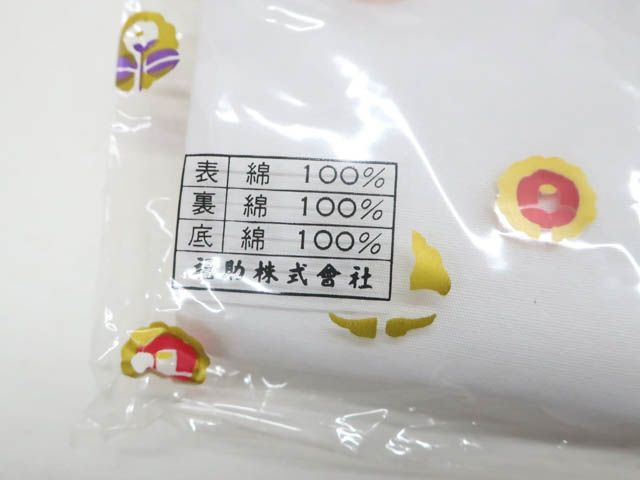 表 綿 100%
裏 綿 100%
底 綿 100%
福助株式會社